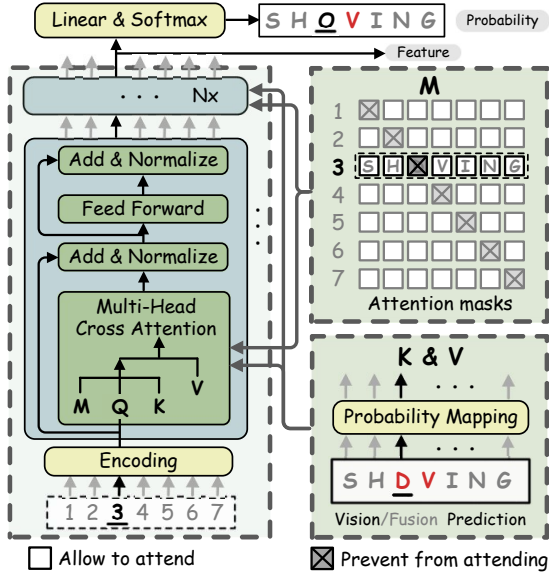 Linear & Softmax
S H O V I N G
Probability
Feature
. . . Nx
Add & Normalize
Feed Forward
Add & Normalize
Multi-Head
Cross Attention
M Q K V
Encoding
1 2 3 4 5 6 7
M
1
2
3 S H V I N G
4
5
6
7
Attention masks
K & V
. . .
Probability Mapping
. . .
S H D V I N G
Vision/Fusion Prediction
Allow to attend
Prevent from attending